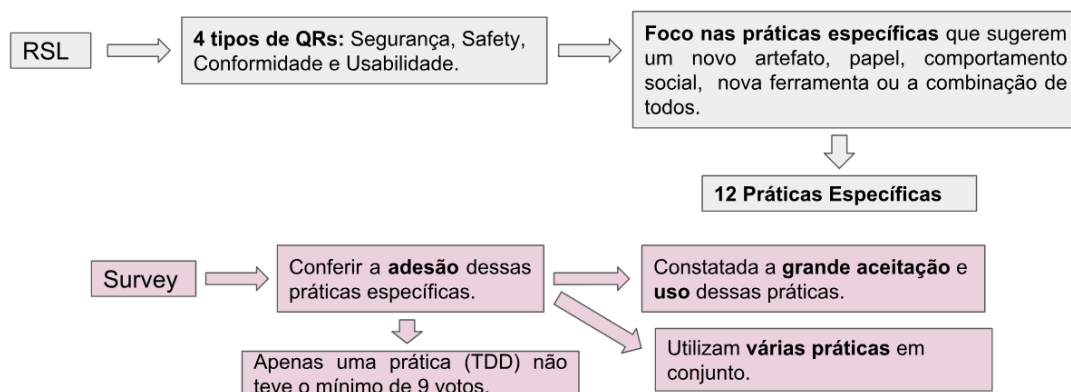 RSL
4 tipos de QRs: Segurança, Safety,
Conformidade e Usabilidade.
Foco nas práticas específicas que sugerem
um novo artefato, papel, comportamento
social, nova ferramenta ou a combinação de
todos.
12 Práticas Específicas
Survey
Conferir a adesão dessas
práticas específicas.
Constatada a grande aceitação e
uso dessas práticas.
Apenas uma prática (TDD) não
teve o mínimo de 9 votos.
Utilizam várias práticas em
conjunto.